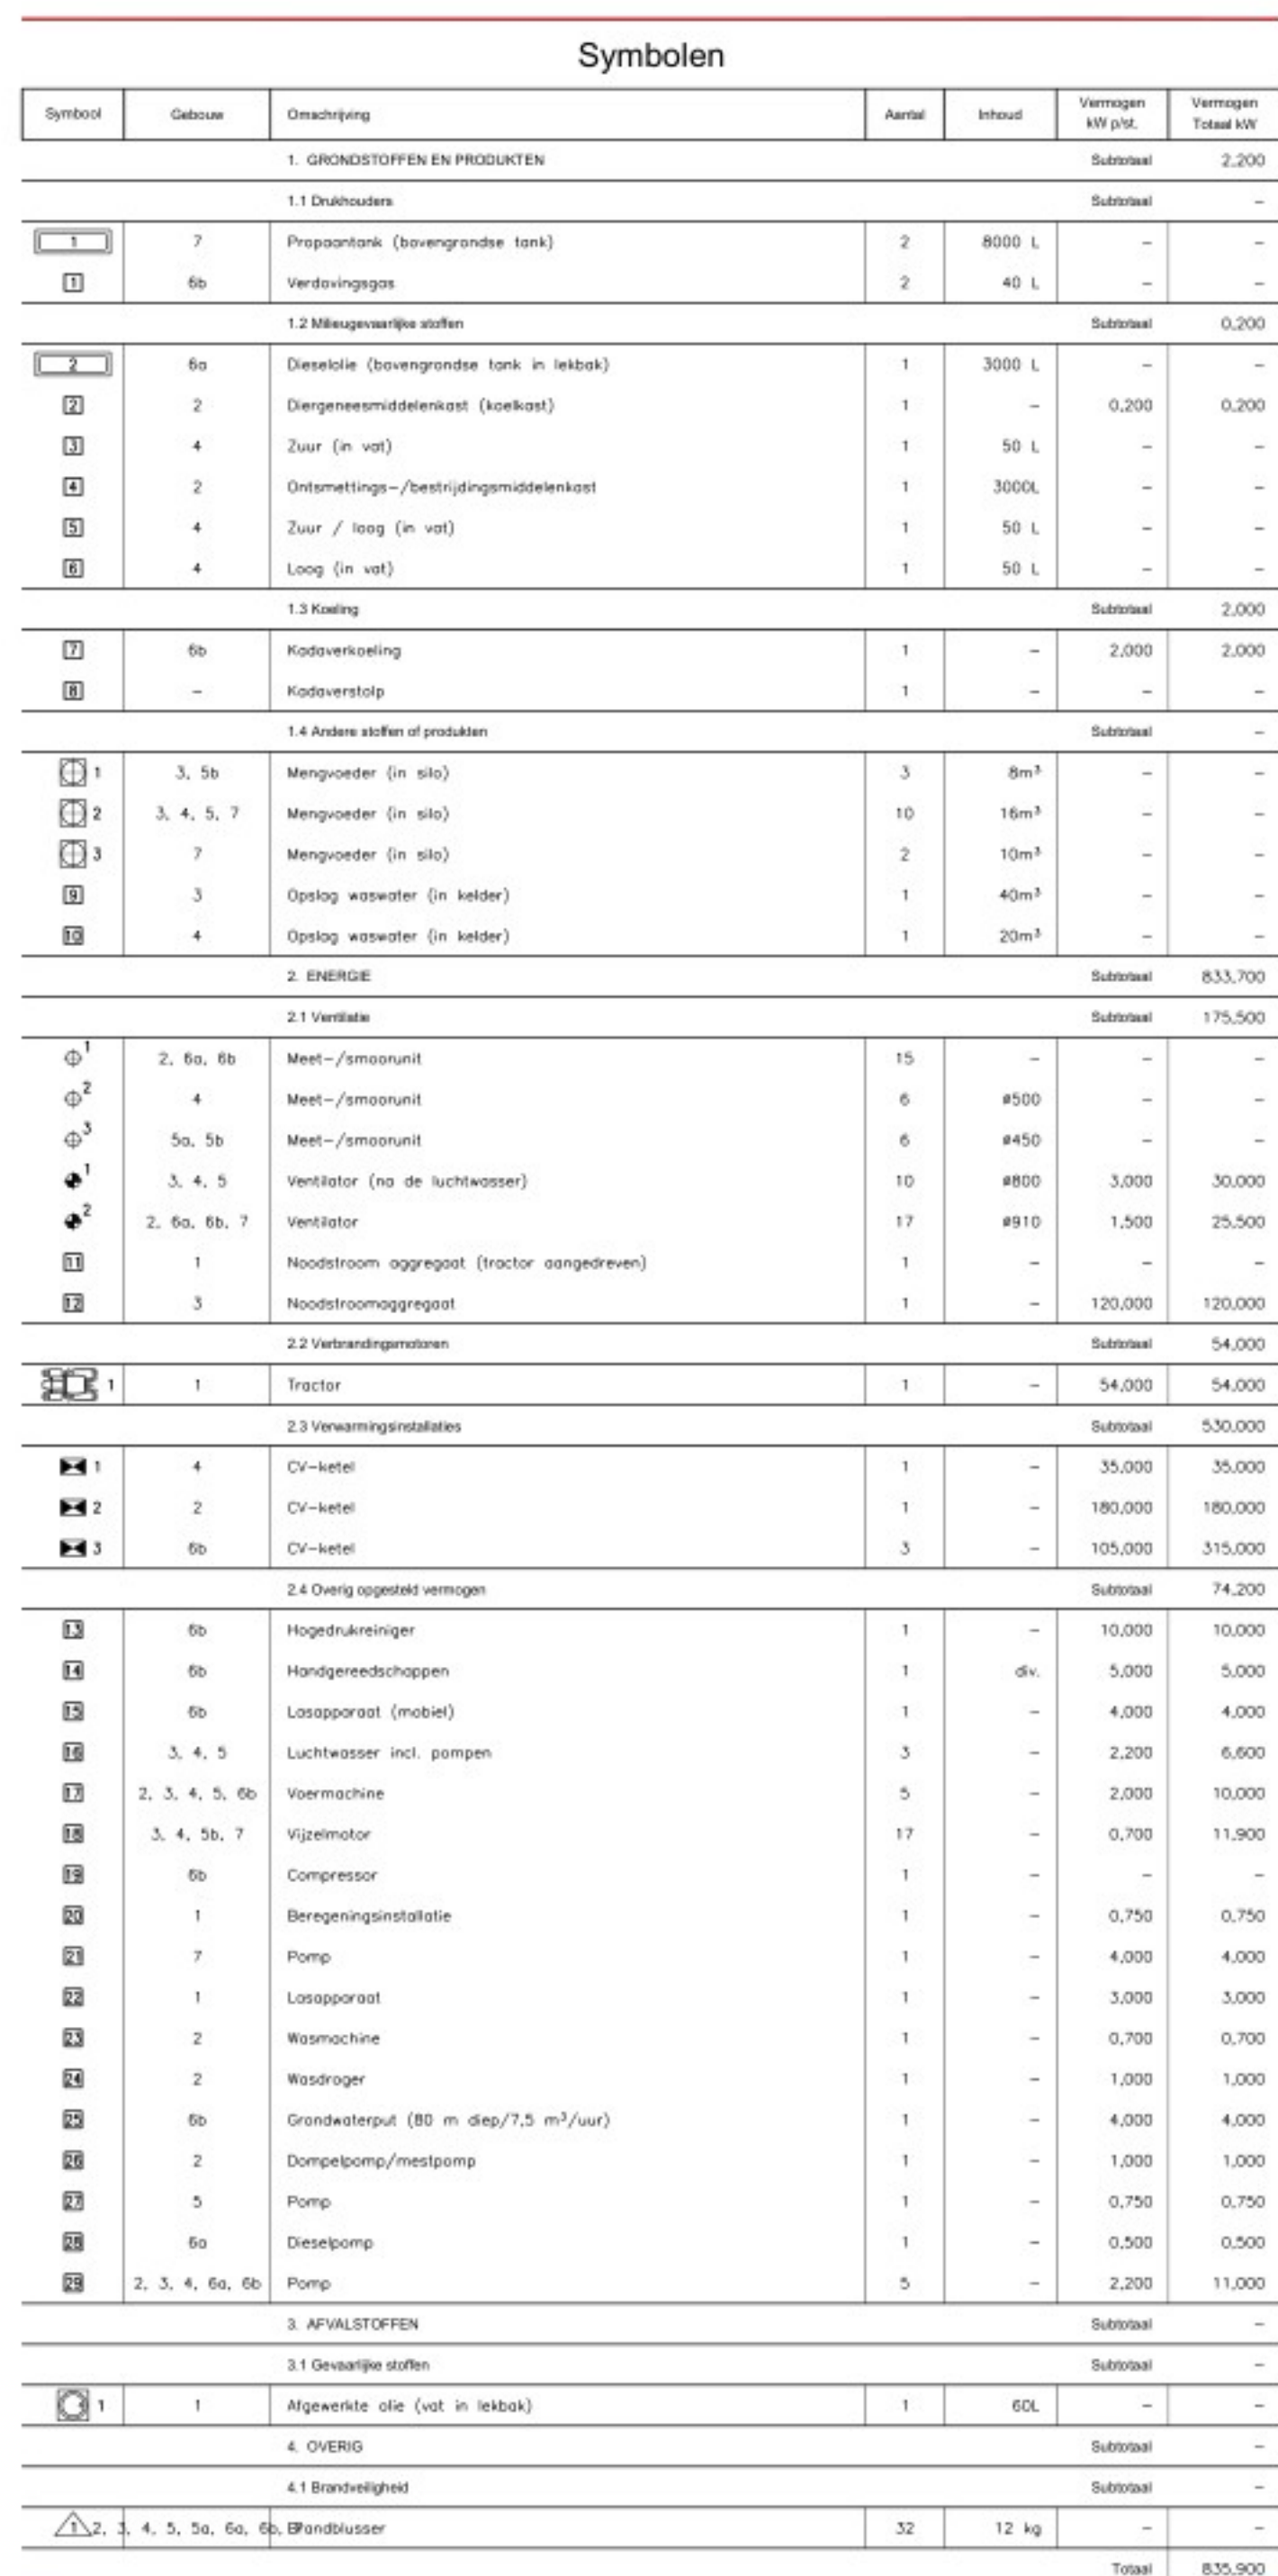 Symbolen
Symbool Gebouw Omschrijving Aantal Inhoud Vermogen kW p/st. Vermogen Totaal kW
1. GRONDSTOFFEN EN PRODUKTEN Subtotaal 2,200
1.1 Drukhouders Subtotaal –
1 7 Propaantank (bovengrondse tank) 2 8000 L – –
1 6b Verdovingsgas 2 40 L – –
1.2 Milieugevaarlijke stoffen Subtotaal 0,200
2 6a Dieselolie (bovengrondse tank in lekbak) 1 3000 L – –
2 2 Diergeneesmiddelenkast (koelkast) 1 – 0,200 0,200
3 4 Zuur (in vat) 1 50 L – –
4 2 Ontsmettings-/bestrijdingsmiddelenkast 1 3000L – –
5 4 Zuur / loog (in vat) 1 50 L – –
6 4 Loog (in vat) 1 50 L – –
1.3 Koeling Subtotaal 2,000
7 6b Kadaverkoeling 1 – 2,000 2,000
8 – Kadaverstolp 1 – – –
1.4 Andere stoffen of produkten Subtotaal –
1 3, 5b Mengvoeder (in silo) 3 8m³ – –
2 3, 4, 5, 7 Mengvoeder (in silo) 10 16m³ – –
3 7 Mengvoeder (in silo) 2 10m³ – –
9 3 Opslag waswater (in kelder) 1 40m³ – –
10 4 Opslag waswater (in kelder) 1 20m³ – –
2. ENERGIE Subtotaal 833,700
2.1 Ventilatie Subtotaal 175,500
1 2, 6a, 6b Meet-/smoorunit 15 – – –
2 4 Meet-/smoorunit 6 ø500 – –
3 5a, 5b Meet-/smoorunit 6 ø450 – –
1 3, 4, 5 Ventilator (na de luchtwasser) 10 ø800 3,000 30,000
2 2, 6a, 6b, 7 Ventilator 17 ø910 1,500 25,500
11 1 Noodstroom aggregaat (tractor aangedreven) 1 – – –
12 3 Noodstroomaggregaat 1 – 120,000 120,000
2.2 Verbrandingsmotoren Subtotaal 54,000
1 1 Tractor 1 – 54,000 54,000
2.3 Verwarmingsinstallaties Subtotaal 530,000
1 4 CV-ketel 1 – 35,000 35,000
2 2 CV-ketel 1 – 180,000 180,000
3 6b CV-ketel 3 – 105,000 315,000
2.4 Overig opgesteld vermogen Subtotaal 74,200
13 6b Hogedrukreiniger 1 – 10,000 10,000
14 6b Handgereedschappen 1 div. 5,000 5,000
15 6b Lasapparaat (mobiel) 1 – 4,000 4,000
16 3, 4, 5 Luchtwasser incl. pompen 3 – 2,200 6,600
17 2, 3, 4, 5, 6b Voermachine 5 – 2,000 10,000
18 3, 4, 5b, 7 Vijzelmotor 17 – 0,700 11,900
19 6b Compressor 1 – – –
20 1 Beregeningsinstallatie 1 – 0,750 0,750
21 7 Pomp 1 – 4,000 4,000
22 1 Lasapparaat 1 – 3,000 3,000
23 2 Wasmachine 1 – 0,700 0,700
24 2 Wasdroger 1 – 1,000 1,000
25 6b Grondwaterput (80 m diep/7,5 m³/uur) 1 – 4,000 4,000
26 2 Dompelpomp/mestpomp 1 – 1,000 1,000
27 5 Pomp 1 – 0,750 0,750
28 6a Dieselpomp 1 – 0,500 0,500
29 2, 3, 4, 6a, 6b Pomp 5 – 2,200 11,000
3. AFVALSTOFFEN Subtotaal –
3.1 Gevaarlijke stoffen Subtotaal –
1 1 Afgewerkte olie (vat in lekbak) 1 60L – –
4. OVERIG Subtotaal –
4.1 Brandveiligheid Subtotaal –
1 2, 3, 4, 5, 5a, 6a, 6b, Brandblusser 32 12 kg – –
Totaal 835,900